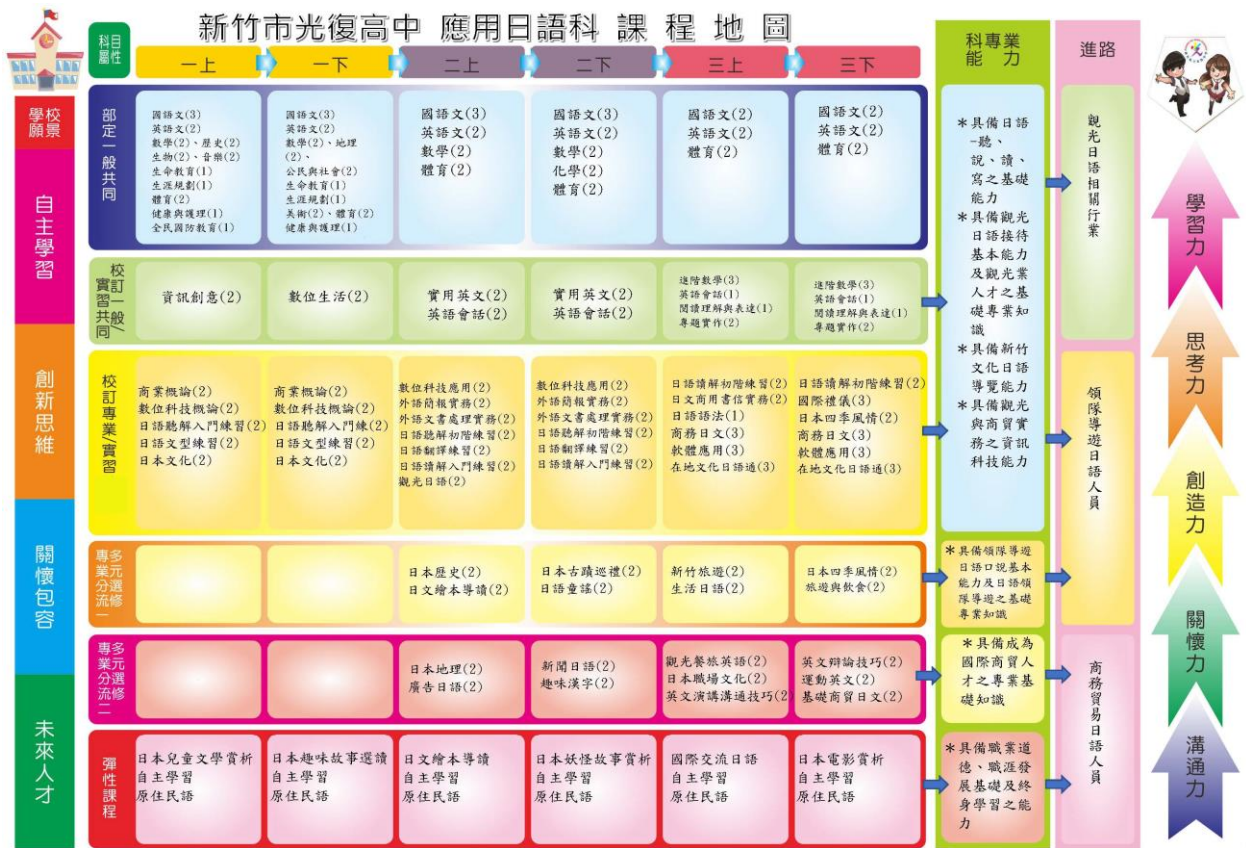 新竹市光復高中 應用日語科 課 程 地 圖
科目
屬性
一上
一下
二上
二下
三上
三下
科專業
能 力
進路
學校
願景
自主學習
創新思維
關懷包容
未來人才
部定一般共同
國語文(3)
英語文(2)
數學(2)、歷史(2)
生物(2)、音樂(2)
生命教育(1)
生涯規劃(1)
體育(2)
健康與護理(1)
全民國防教育(1)
國語文(3)
英語文(2)
數學(2)、地理
(2)、
公民與社會(2)
生命教育(1)
生涯規劃(1)
美術(2)、體育(2)
健康與護理(1)
國語文(3)
英語文(2)
數學(2)
體育(2)
國語文(3)
英語文(2)
數學(2)
化學(2)
體育(2)
國語文(2)
英語文(2)
體育(2)
國語文(2)
英語文(2)
體育(2)
校訂一般/
實習共同
資訊創意(2)
數位生活(2)
實用英文(2)
英語會話(2)
實用英文(2)
英語會話(2)
進階數學(3)
英語會話(1)
閱讀理解與表達(1)
專題實作(2)
進階數學(3)
英語會話(1)
閱讀理解與表達(1)
專題實作(2)
校訂專業/實習
商業概論(2)
數位科技概論(2)
日語聽解入門練習(2)
日語文型練習(2)
日本文化(2)
商業概論(2)
數位科技概論(2)
日語聽解入門練(2)
日語文型練習(2)
日本文化(2)
數位科技應用(2)
外語簡報實務(2)
外語文書處理實務(2)
日語聽解初階練習(2)
日語翻譯練習(2)
日語讀解入門練習(2)
觀光日語(2)
數位科技應用(2)
外語簡報實務(2)
外語文書處理實務(2)
日語聽解初階練習(2)
日語翻譯練習(2)
日語讀解入門練習(2)
日語讀解初階練習(2)
日文商用書信實務(2)
日語語法(1)
商務日文(3)
軟體應用(3)
在地文化日語通(3)
日語讀解初階練習(2)
國際禮儀(3)
日本四季風情(2)
商務日文(3)
軟體應用(3)
在地文化日語通(3)
多元選修
專業分流一
日本歷史(2)
日文繪本導讀(2)
日本古蹟巡禮(2)
日語童謠(2)
新竹旅遊(2)
生活日語(2)
日本四季風情(2)
旅遊與飲食(2)
多元選修
專業分流二
日本地理(2)
廣告日語(2)
新聞日語(2)
趣味漢字(2)
觀光餐旅英語(2)
日本職場文化(2)
英文演講溝通技巧(2)
英文辯論技巧(2)
運動英文(2)
基礎商貿日文(2)
彈性課程
日本兒童文學賞析
自主學習
原住民語
日本趣味故事選讀
自主學習
原住民語
日文繪本導讀
自主學習
原住民語
日本妖怪故事賞析
自主學習
原住民語
國際交流日語
自主學習
原住民語
日本電影賞析
自主學習
原住民語
*具備日語
-聽、
說、讀、
寫之基礎
能力
*具備觀光
日語接待
基本能力
及觀光業
人才之基
礎專業知
識
*具備新竹
文化日語
導覽能力
*具備觀光
與商貿實
務之資訊
科技能力
*具備領隊導遊
日語口說基本
能力及日語領
隊導遊之基礎
專業知識
*具備成為
國際商貿人
才之專業基
礎知識
*具備職業道
德、職涯發
展基礎及終
身學習之能
力
觀光日語相關行業
領隊導遊日語人員
商務貿易日語人員
學習力
思考力
創造力
關懷力
溝通力